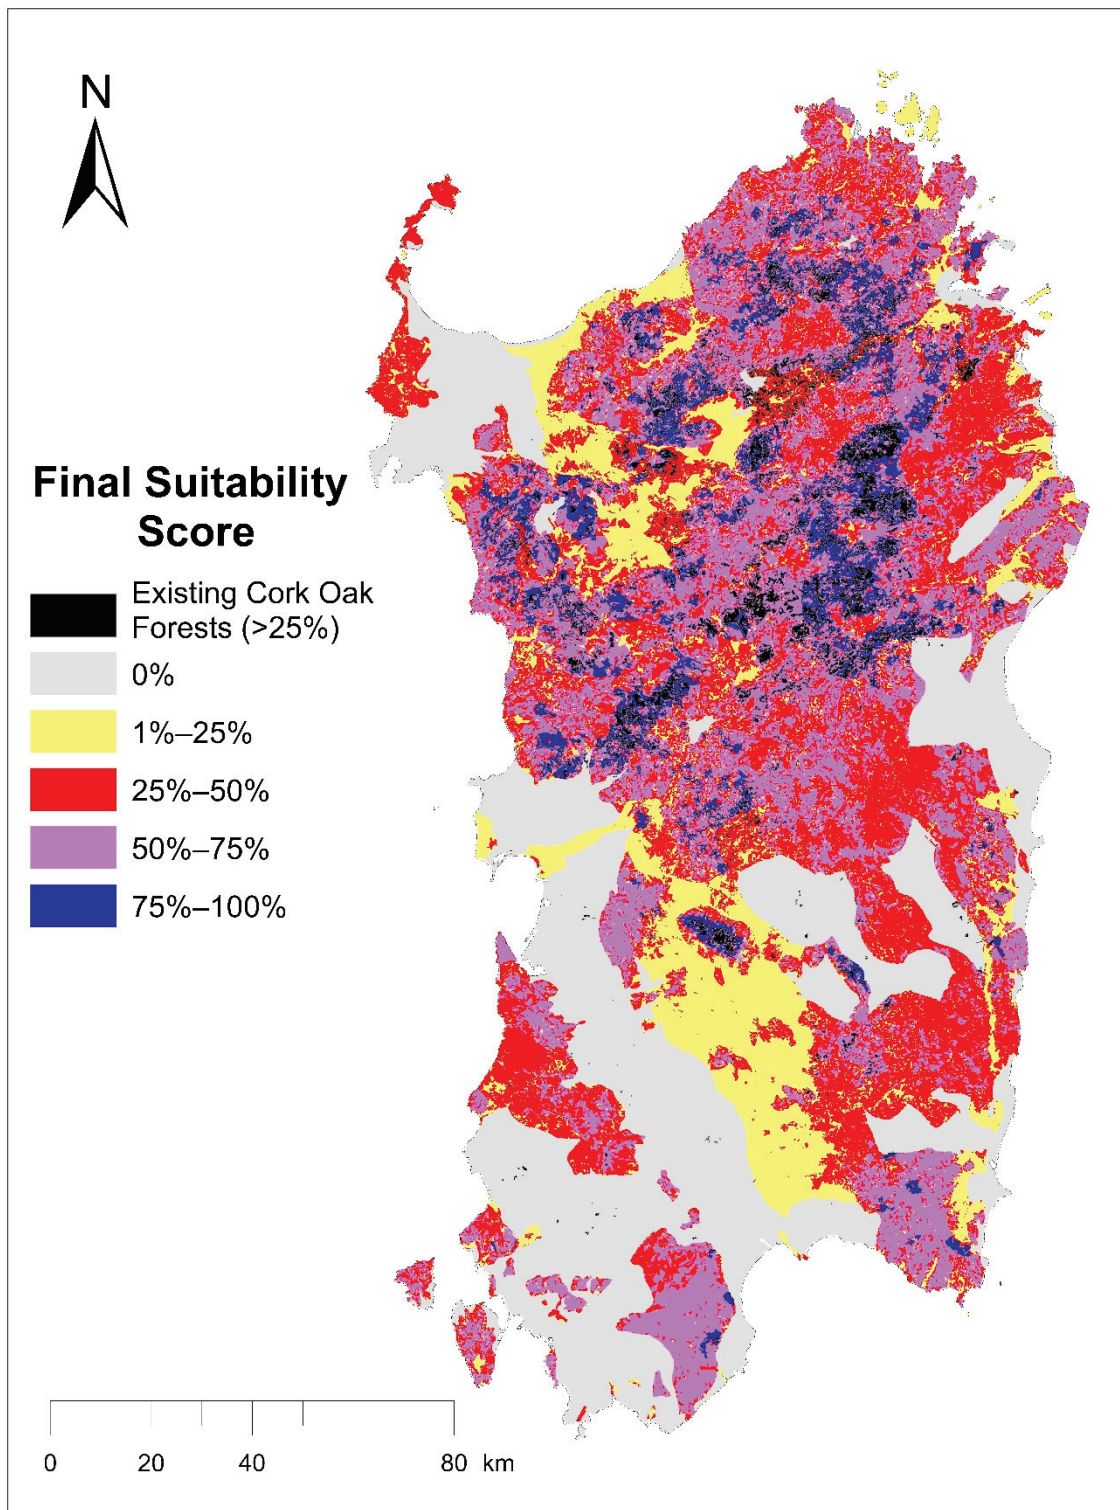 N
Final Suitability
Score
Existing Cork Oak
Forests (>25%)
0%
1%–25%
25%–50%
50%–75%
75%–100%
0 20 40 80 km